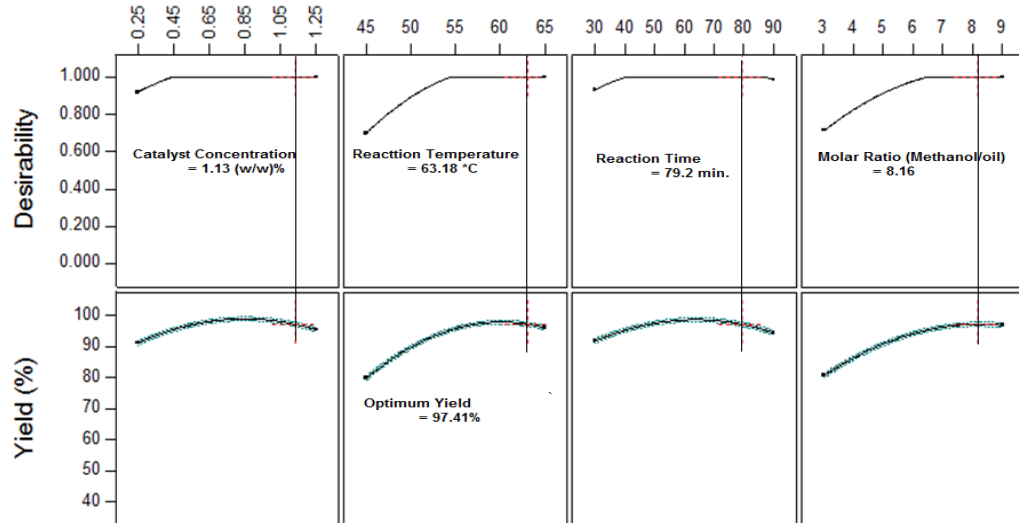 0.25 0.45 0.65 0.85 1.05 1.25 45 50 55 60 65 30 40 50 60 70 80 90 3 4 5 6 7 8 9
Desirability
1.000
0.800
0.600
0.400
0.200
0.000
Catalyst Concentration
= 1.13 (w/w)%
Reacttion Temperature
= 63.18 *C
Reaction Time
= 79.2 min.
Molar Ratio (Methanol/oil)
= 8.16
Yield (%)
100
90
80
70
60
50
40
Optimum Yield
= 97.41%